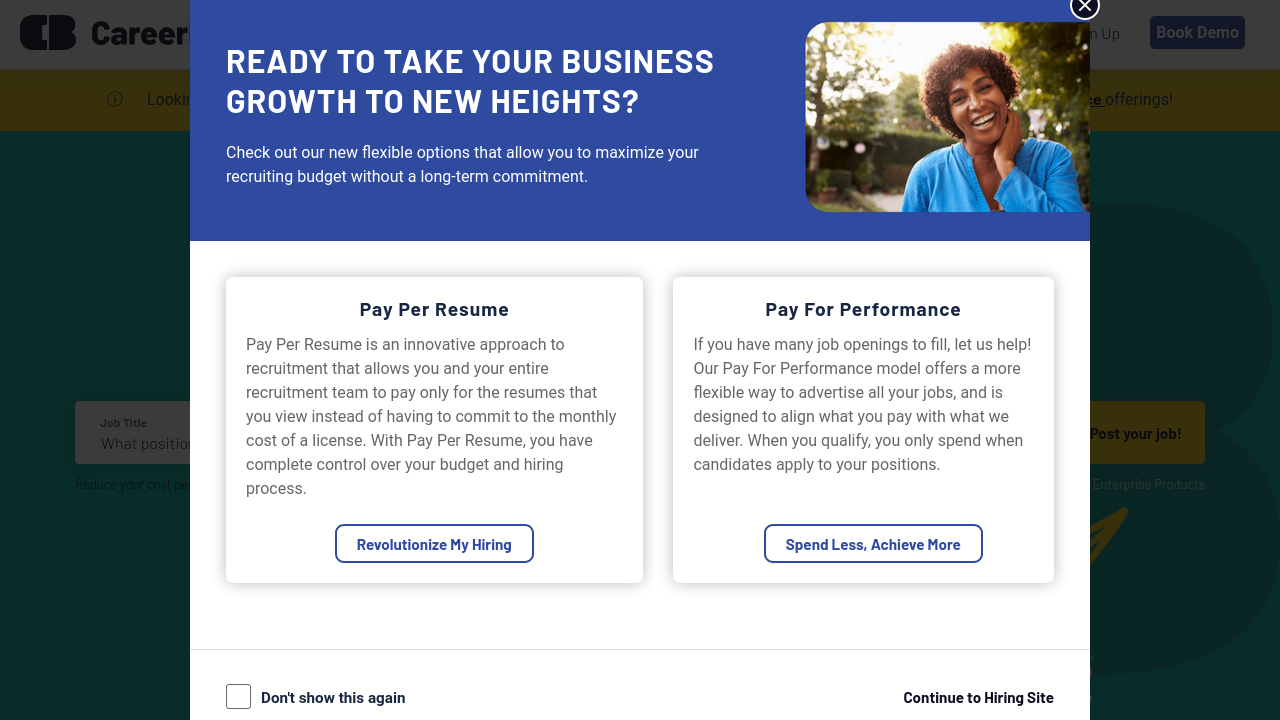 Career
n Up
Book Demo
Lookin
ce offerings!
READY TO TAKE YOUR BUSINESS
GROWTH TO NEW HEIGHTS?
Check out our new flexible options that allow you to maximize your
recruiting budget without a long-term commitment.
Pay Per Resume
Pay Per Resume is an innovative approach to
recruitment that allows you and your entire
recruitment team to pay only for the resumes that
you view instead of having to commit to the monthly
cost of a license. With Pay Per Resume, you have
complete control over your budget and hiring
process.
Revolutionize My Hiring
Pay For Performance
If you have many job openings to fill, let us help!
Our Pay For Performance model offers a more
flexible way to advertise all your jobs, and is
designed to align what you pay with what we
deliver. When you qualify, you only spend when
candidates apply to your positions.
Spend Less, Achieve More
Job Title
What position
Post your job!
Reduce your cost per
Enterprise Products
Don't show this again
Continue to Hiring Site